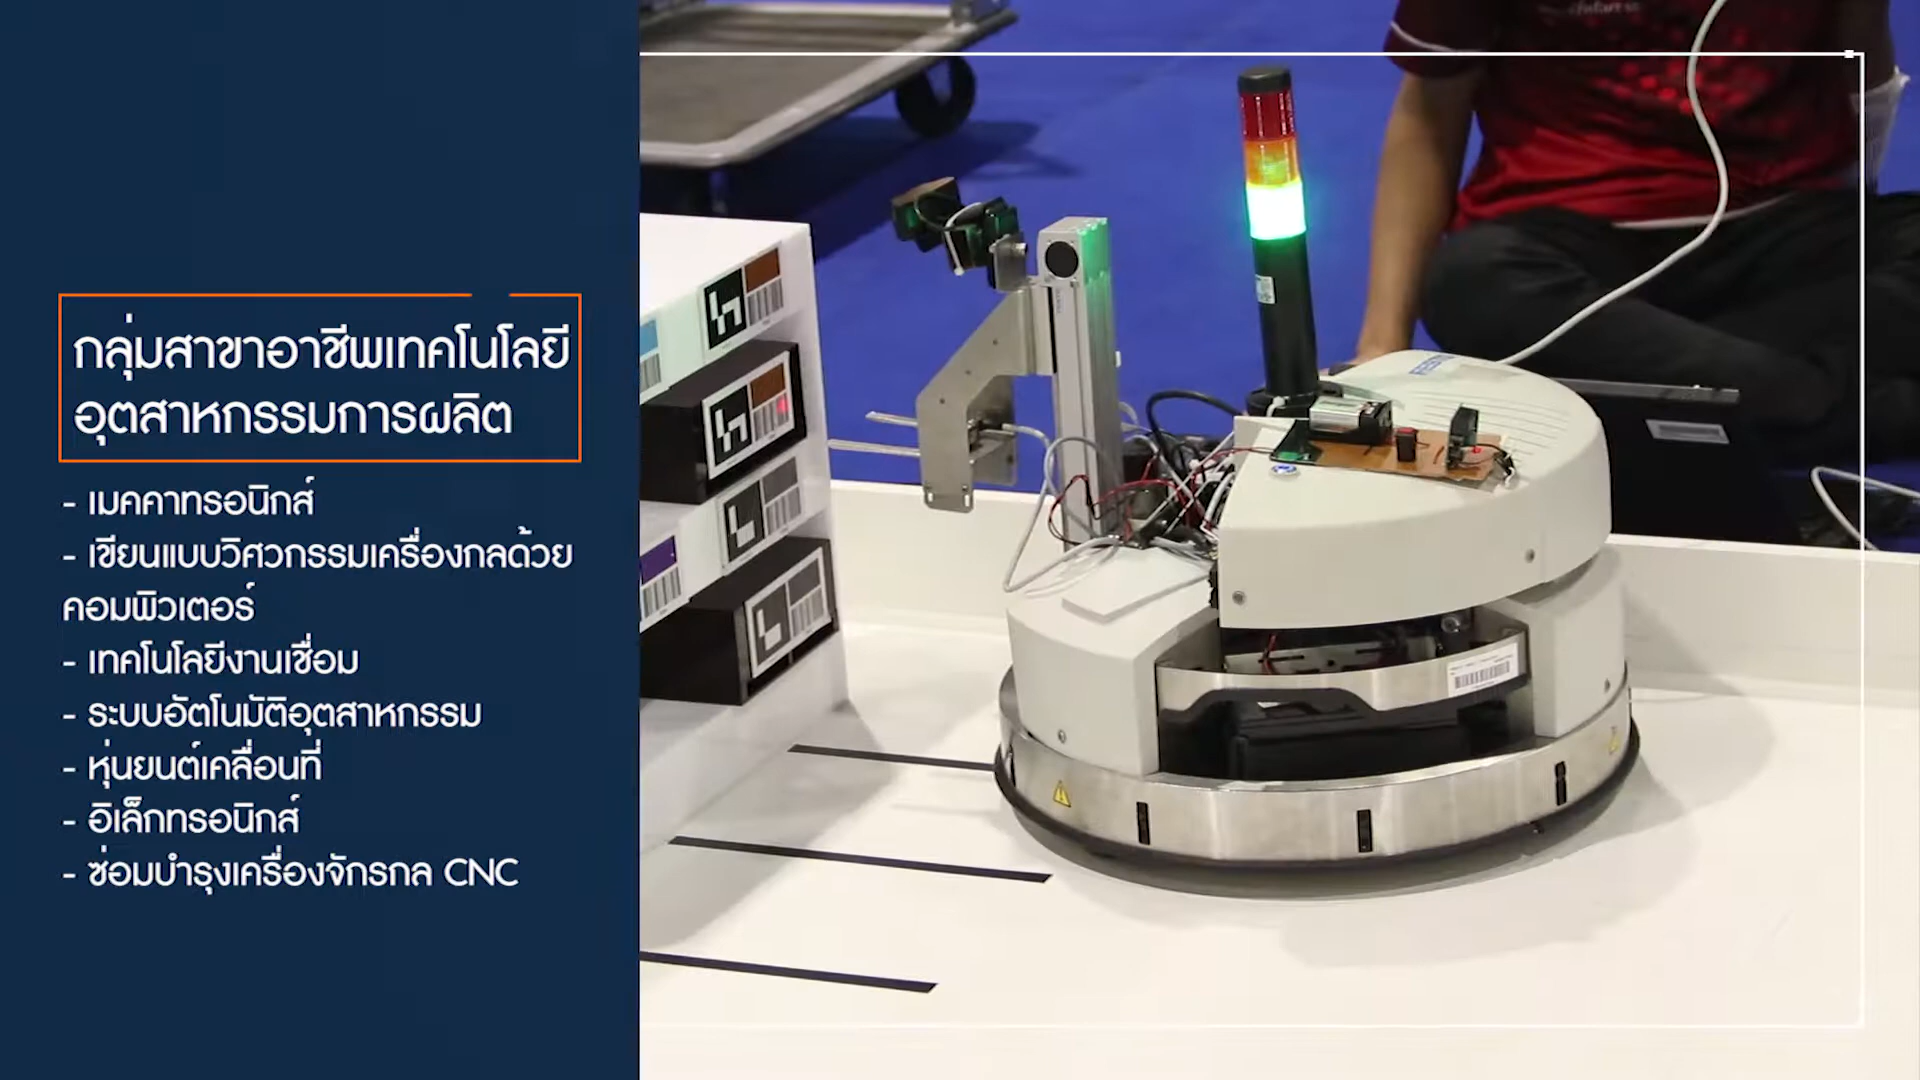 กลุ่มสาขาอาชีพเทคโนโลยี
อุตสาหกรรมการผลิต
- เมคคาทรอนิกส์
- เขียนแบบวิศวกรรมเครื่องกลด้วย
คอมพิวเตอร์
- เทคโนโลยีงานเชื่อม
- ระบบอัตโนมัติอุตสาหกรรม
- หุ่นยนต์เคลื่อนที่
- อิเล็กทรอนิกส์
- ซ่อมบำรุงเครื่องจักรกล CNC